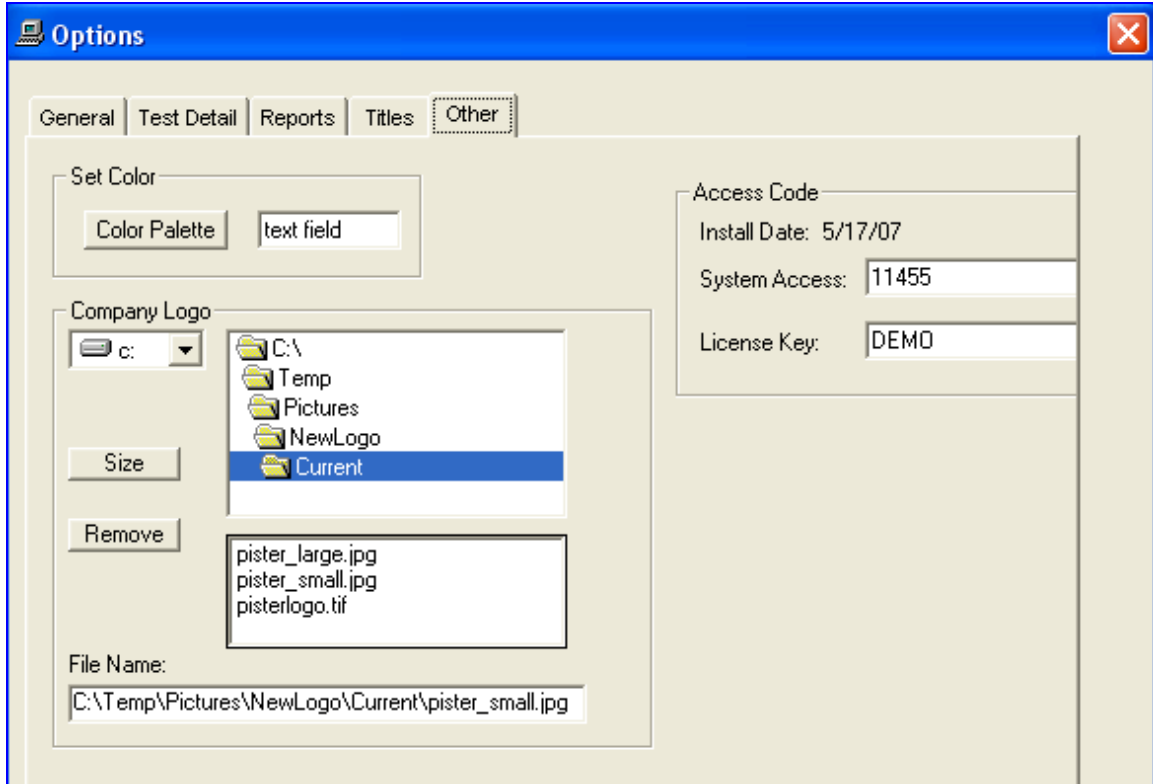 Options
General Test Detail Reports Titles Other
Set Color
Color Palette text field
Access Code
Install Date: 5/17/07
System Access: 11455
License Key: DEMO
Company Logo
c:
C:\
Temp
Pictures
NewLogo
Current
Size
Remove
pister_large.jpg
pister_small.jpg
pisterlogo.tif
File Name:
C:\Temp\Pictures\NewLogo\Current\pister_small.jpg